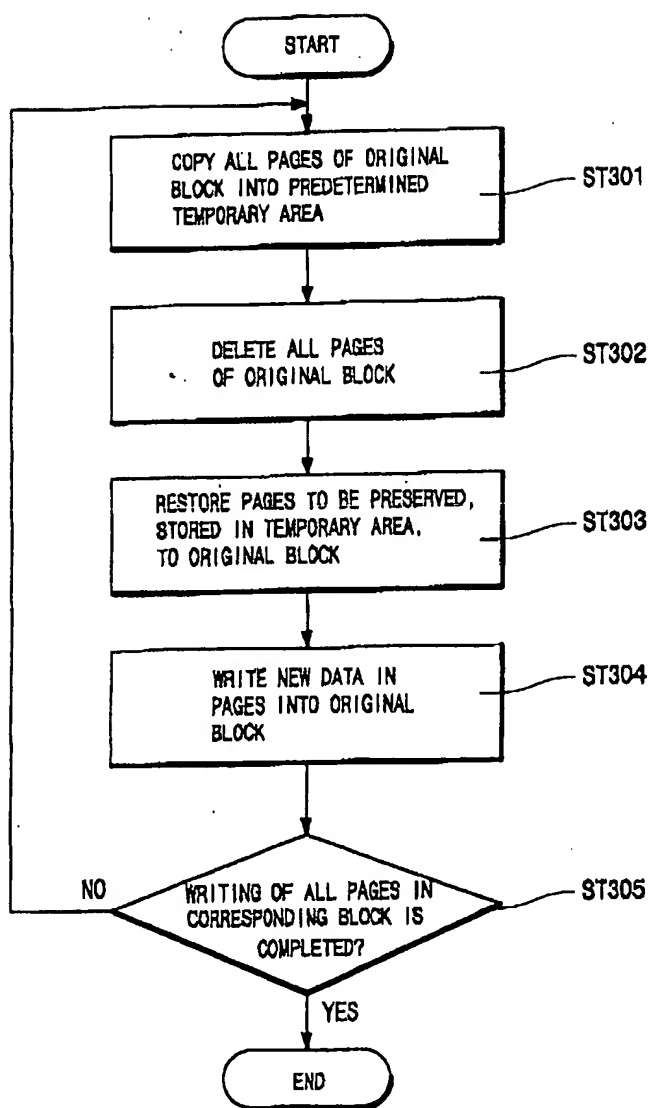 START
COPY ALL PAGES OF ORIGINAL
BLOCK INTO PREDETERMINED
TEMPORARY AREA
ST301
DELETE ALL PAGES
OF ORIGINAL BLOCK
ST302
RESTORE PAGES TO BE PRESERVED,
STORED IN TEMPORARY AREA,
TO ORIGINAL BLOCK
ST303
WRITE NEW DATA IN
PAGES INTO ORIGINAL
BLOCK
ST304
NO
WRITING OF ALL PAGES IN
CORRESPONDING BLOCK IS
COMPLETED?
ST305
YES
END